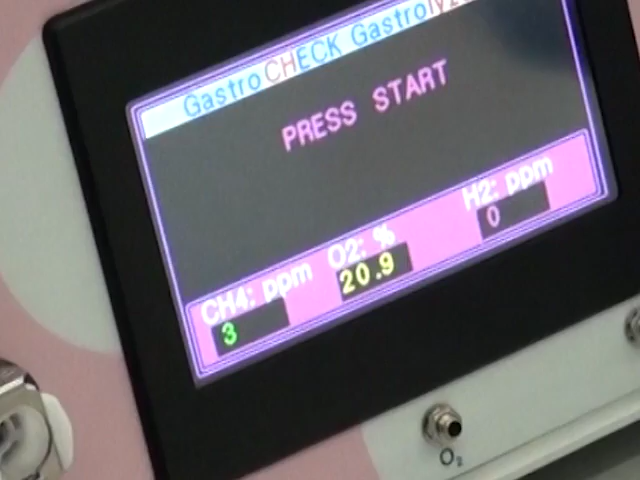 GastroCHECK Gastrolyzer
PRESS START
CH4: ppm O2: % H2: ppm
3 20.9 0
O₂